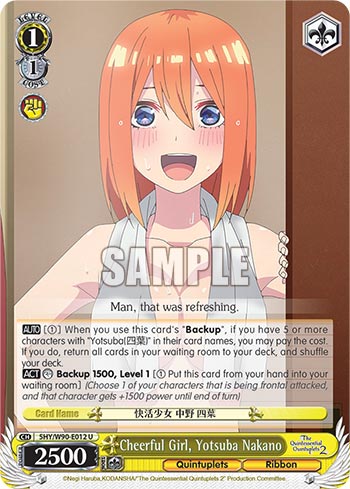 LEVEL
1
1
COST
SAMPLE
Man, that was refreshing.
AUTO [①] When you use this card's "Backup", if you have 5 or more
characters with "Yotsuba(四葉)" in their card names, you may pay the cost.
If you do, return all cards in your waiting room to your deck, and shuffle
your deck.
ACT Backup 1500, Level 1 [① Put this card from your hand into your
waiting room] (Choose 1 of your characters that is being frontal attacked,
and that character gets +1500 power until end of turn)
Card Name 快活少女 中野 四葉
CH 5HY/W90-E012 U
2500
Cheerful Girl, Yotsuba Nakano
The Quintessential Quintuplets 2
Quintuplets Ribbon
©Negi Haruba,KODANSHA/"The Quintessential Quintuplets 2" Production Committee